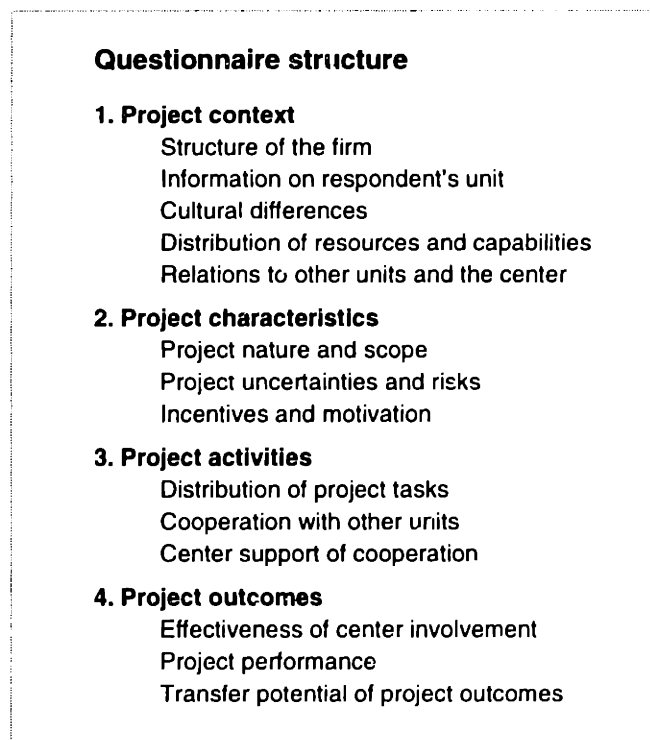 Questionnaire structure
1. Project context
Structure of the firm
Information on respondent's unit
Cultural differences
Distribution of resources and capabilities
Relations to other units and the center
2. Project characteristics
Project nature and scope
Project uncertainties and risks
Incentives and motivation
3. Project activities
Distribution of project tasks
Cooperation with other units
Center support of cooperation
4. Project outcomes
Effectiveness of center involvement
Project performance
Transfer potential of project outcomes